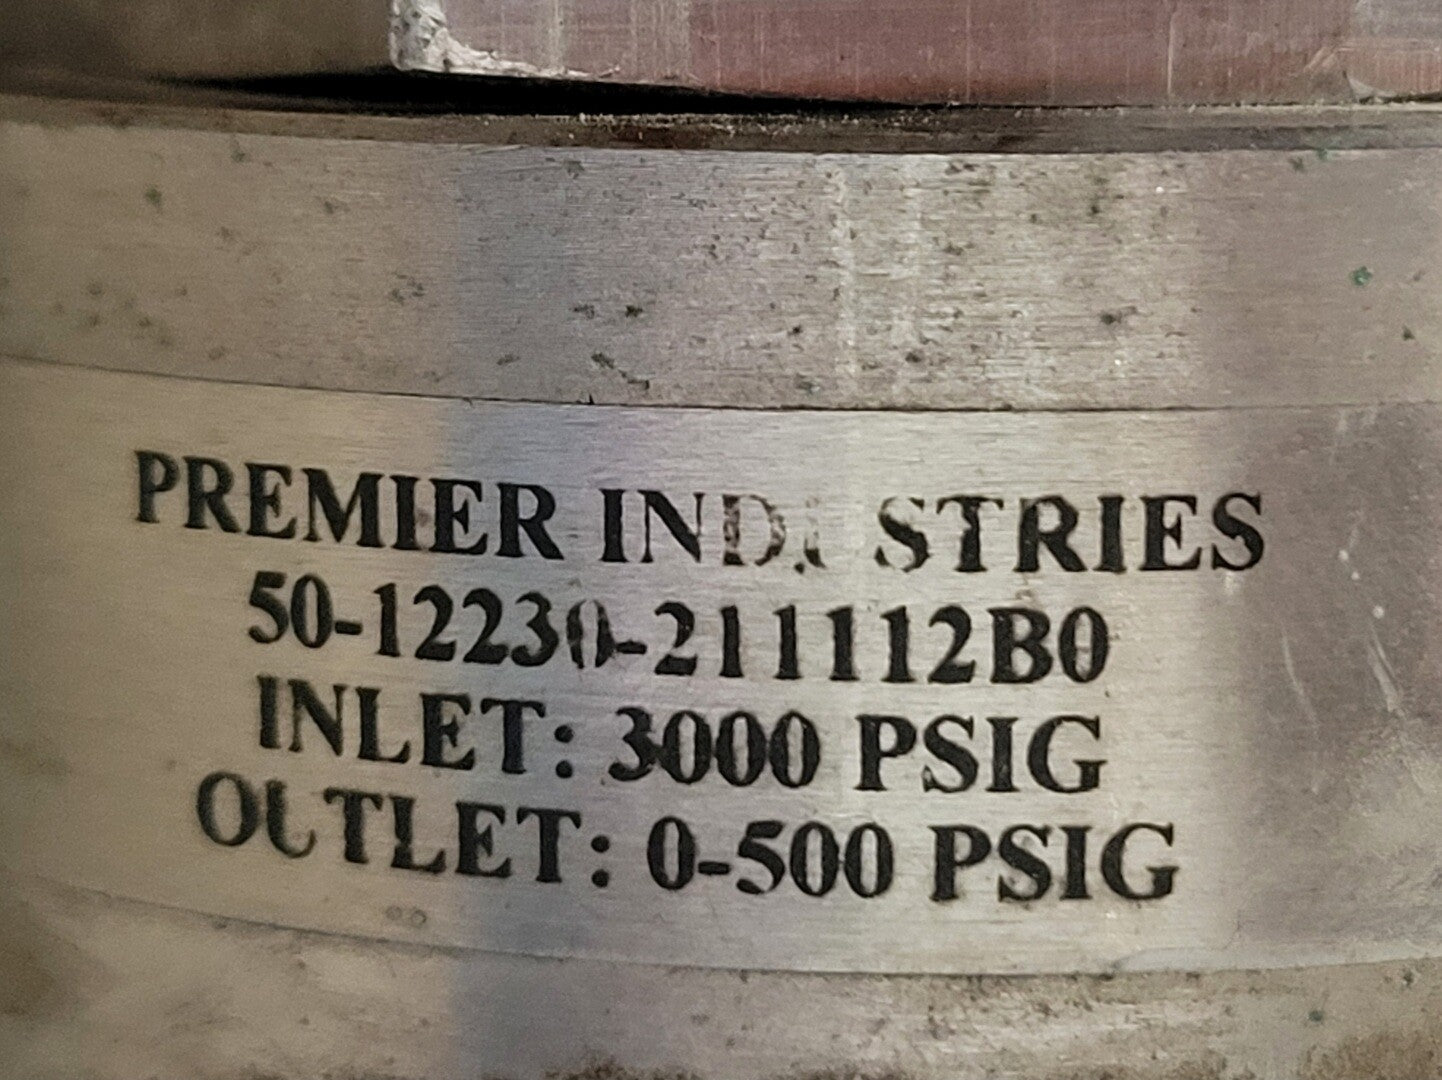 PREMIER INDUSTRIES
50-12230-211112B0
INLET: 3000 PSIG
OUTLET: 0-500 PSIG